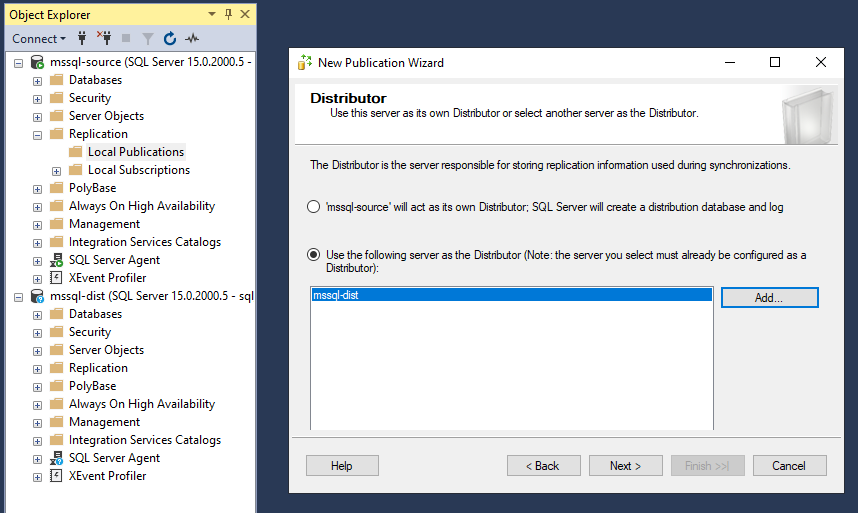 Object Explorer
Connect
mssql-source (SQL Server 15.0.2000.5 -
Databases
Security
Server Objects
Replication
Local Publications
Local Subscriptions
PolyBase
Always On High Availability
Management
Integration Services Catalogs
SQL Server Agent
XEvent Profiler
mssql-dist (SQL Server 15.0.2000.5 - sql
Databases
Security
Server Objects
Replication
PolyBase
Always On High Availability
Management
Integration Services Catalogs
SQL Server Agent
XEvent Profiler
New Publication Wizard
Distributor
Use this server as its own Distributor or select another server as the Distributor.
The Distributor is the server responsible for storing replication information used during synchronizations.
'mssql-source' will act as its own Distributor; SQL Server will create a distribution database and log
Use the following server as the Distributor (Note: the server you select must already be configured as a
Distributor):
mssql-dist
Add...
Help
< Back
Next >
Finish >>|
Cancel